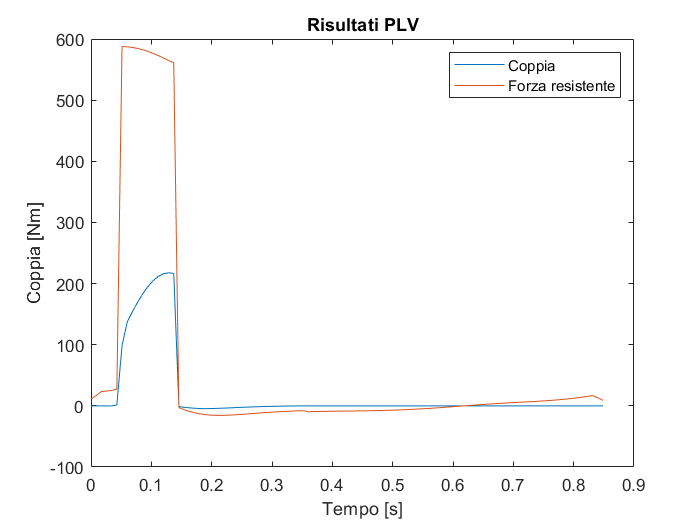 Risultati PLV
600
500
400
300
200
100
0
-100
Coppia [Nm]
Coppia
Forza resistente
0 0.1 0.2 0.3 0.4 0.5 0.6 0.7 0.8 0.9
Tempo [s]